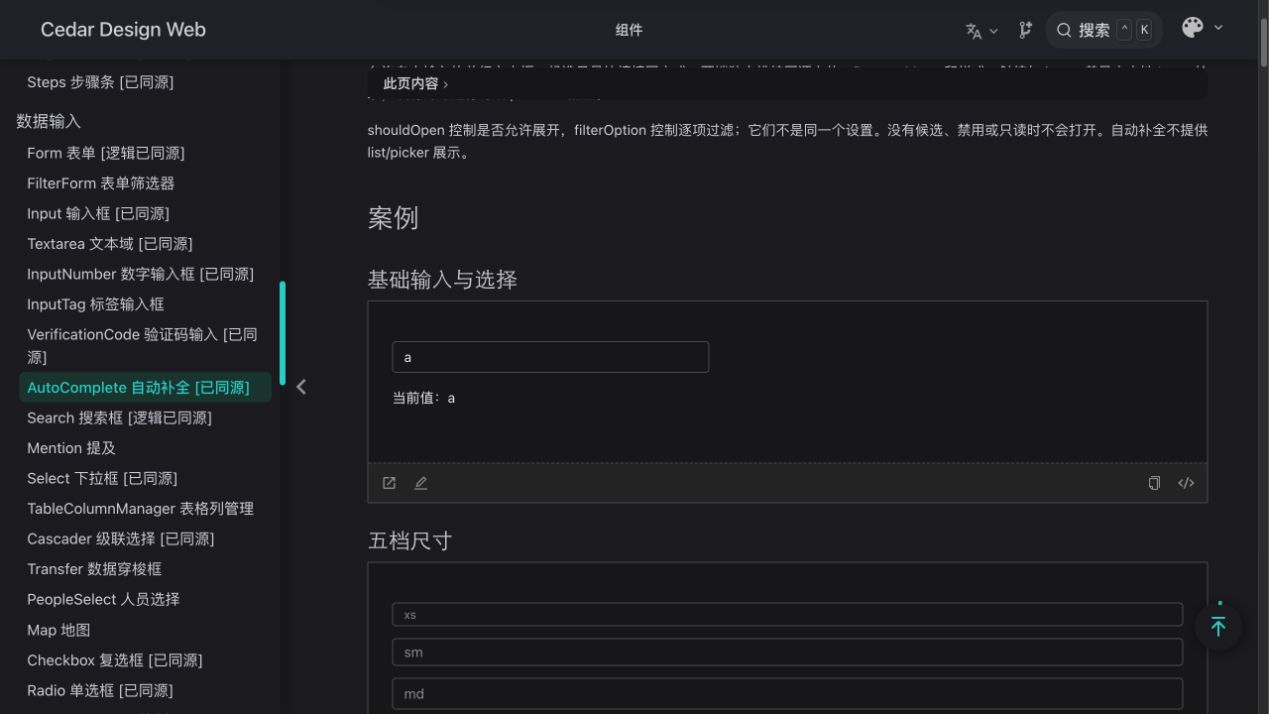 Cedar Design Web
组件
搜索 ^ K
Steps 步骤条 [已同源]
数据输入
Form 表单 [逻辑已同源]
FilterForm 表单筛选器
Input 输入框 [已同源]
Textarea 文本域 [已同源]
InputNumber 数字输入框 [已同源]
InputTag 标签输入框
VerificationCode 验证码输入 [已同
源]
AutoComplete 自动补全 [已同源]
Search 搜索框 [逻辑已同源]
Mention 提及
Select 下拉框 [已同源]
TableColumnManager 表格列管理
Cascader 级联选择 [已同源]
Transfer 数据穿梭框
PeopleSelect 人员选择
Map 地图
Checkbox 复选框 [已同源]
Radio 单选框 [已同源]
此页内容
shouldOpen 控制是否允许展开，filterOption 控制逐项过滤；它们不是同一个设置。没有候选、禁用或只读时不会打开。自动补全不提供
list/picker 展示。
案例
基础输入与选择
a
当前值：a
五档尺寸
xs
sm
md